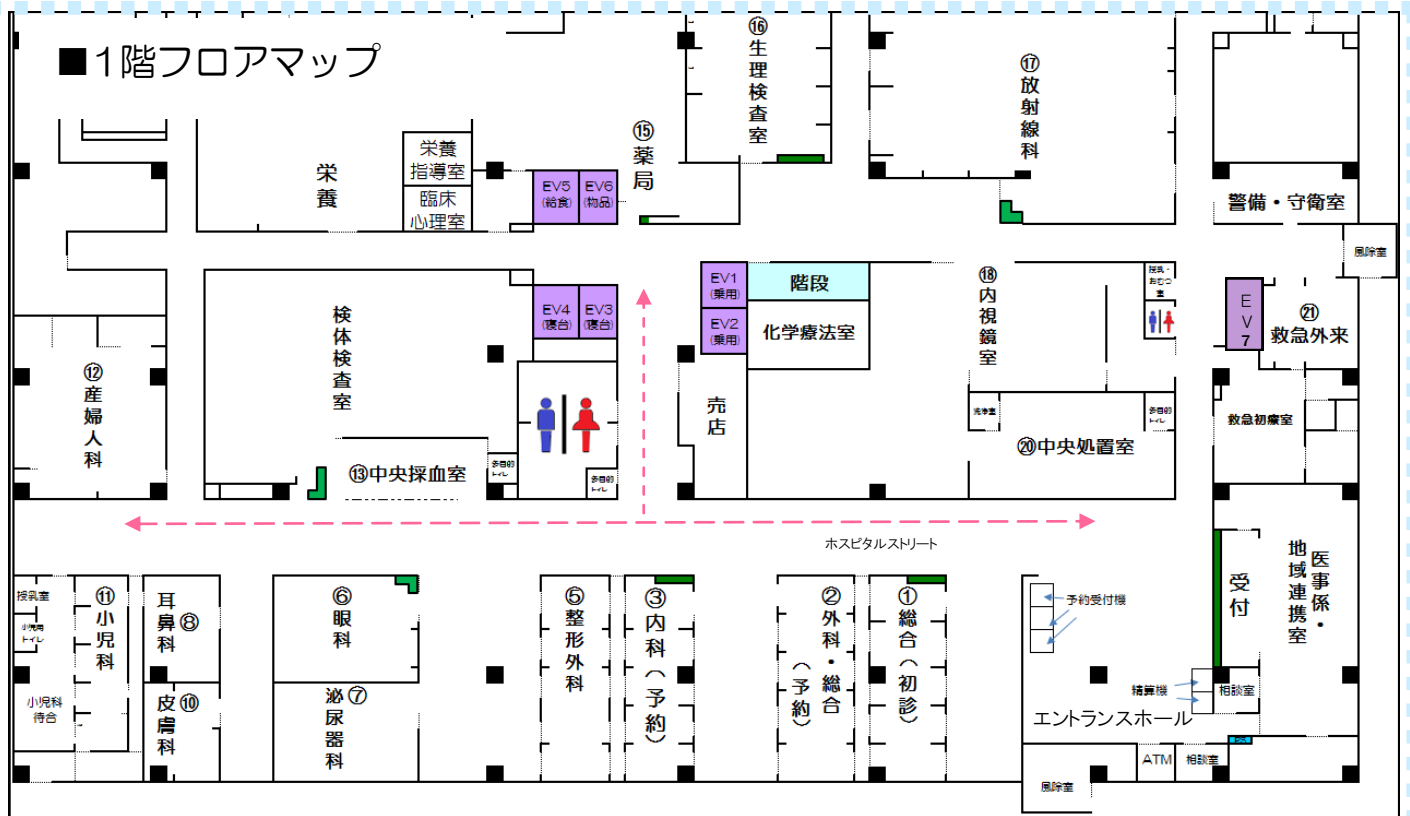 ■1階フロアマップ
⑯生理検査室
⑰放射線科
⑮薬局
栄養
栄養
指導室
臨床
心理室
EV5
(給食)
EV6
(物品)
警備・守衛室
風除室
EV1
(乗用)
階段
EV2
(乗用)
化学療法室
⑱内視鏡室
授乳・
おむつ
室
EV7
㉑
救急外来
EV4
(寝台)
EV3
(寝台)
検体検査室
⑫産婦人科
売店
洗浄室
多目的
トイレ
救急初療室
⑬中央採血室
多目的
トイレ
多目的
トイレ
⑳中央処置室
ホスピタルストリート
授乳室
小児用
トイレ
⑪小児科
小児科
待合
耳鼻科⑧
皮膚科⑩
⑥眼科
泌尿器科⑦
⑤整形外科
③内科(予約)
②外科・総合
(予約)
①総合(初診)
予約受付機
受付
医事係・
地域連携室
精算機
相談室
エントランスホール
ATM
相談室
風除室